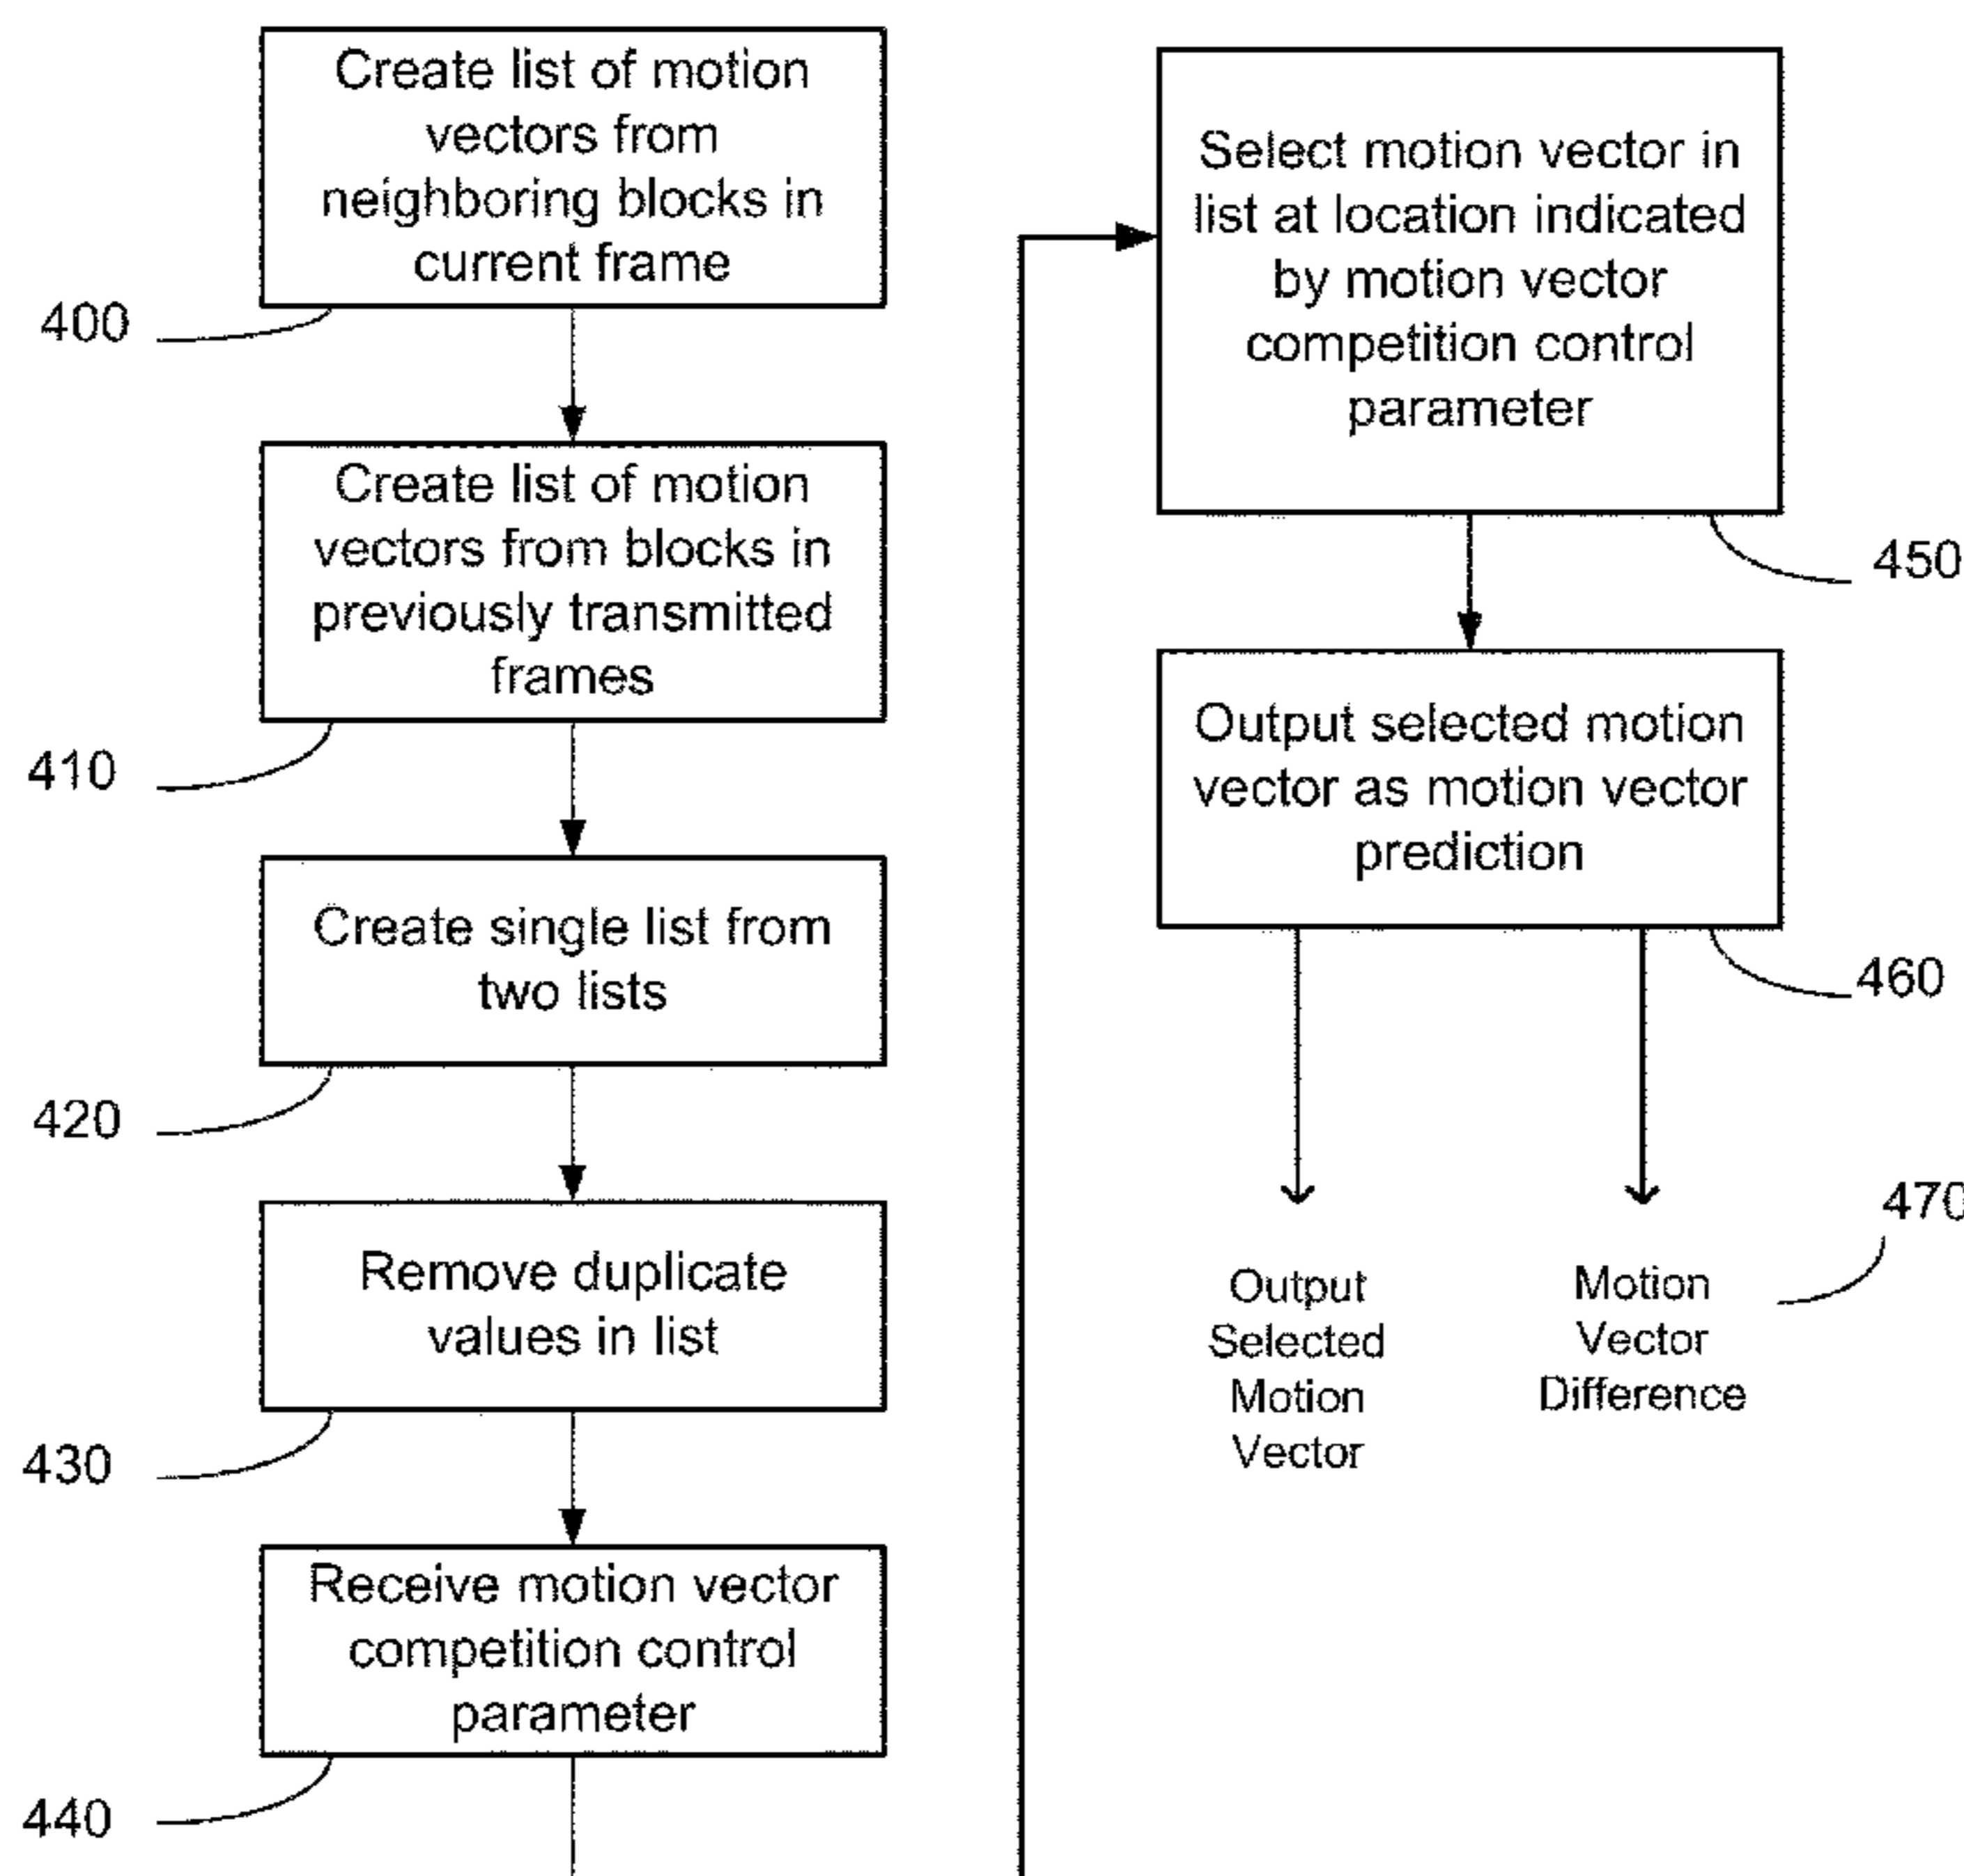 Create list of motion
vectors from
neighboring blocks in
current frame
400
Create list of motion
vectors from blocks in
previously transmitted
frames
410
Create single list from
two lists
420
Remove duplicate
values in list
430
Receive motion vector
competition control
parameter
440
Select motion vector in
list at location indicated
by motion vector
competition control
parameter
450
Output selected motion
vector as motion vector
prediction
460
470
Output
Selected
Motion
Vector
Motion
Vector
Difference